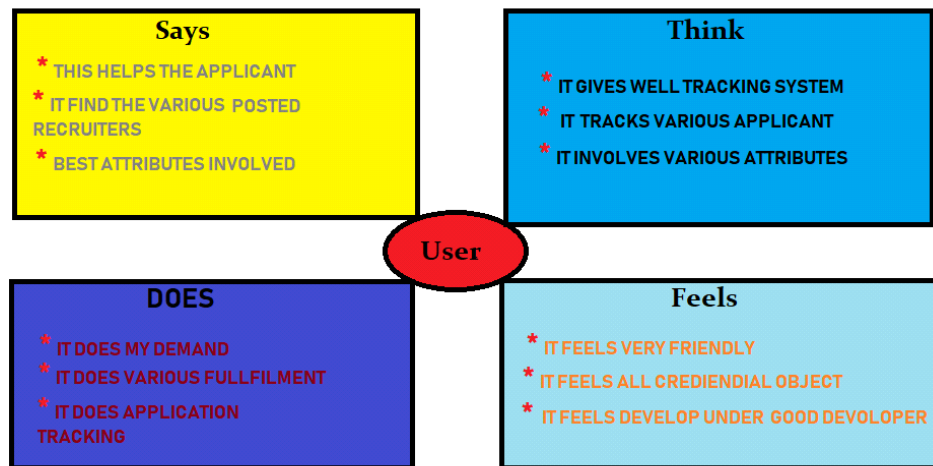 Says
* THIS HELPS THE APPLICANT
* IT FIND THE VARIOUS POSTED
RECRUITERS
* BEST ATTRIBUTES INVOLVED
Think
* IT GIVES WELL TRACKING SYSTEM
* IT TRACKS VARIOUS APPLICANT
* IT INVOLVES VARIOUS ATTRIBUTES
User
DOES
* IT DOES MY DEMAND
* IT DOES VARIOUS FULLFILMENT
* IT DOES APPLICATION
TRACKING
Feels
* IT FEELS VERY FRIENDLY
* IT FEELS ALL CREDIENDIAL OBJECT
* IT FEELS DEVELOP UNDER GOOD DEVOLOPER